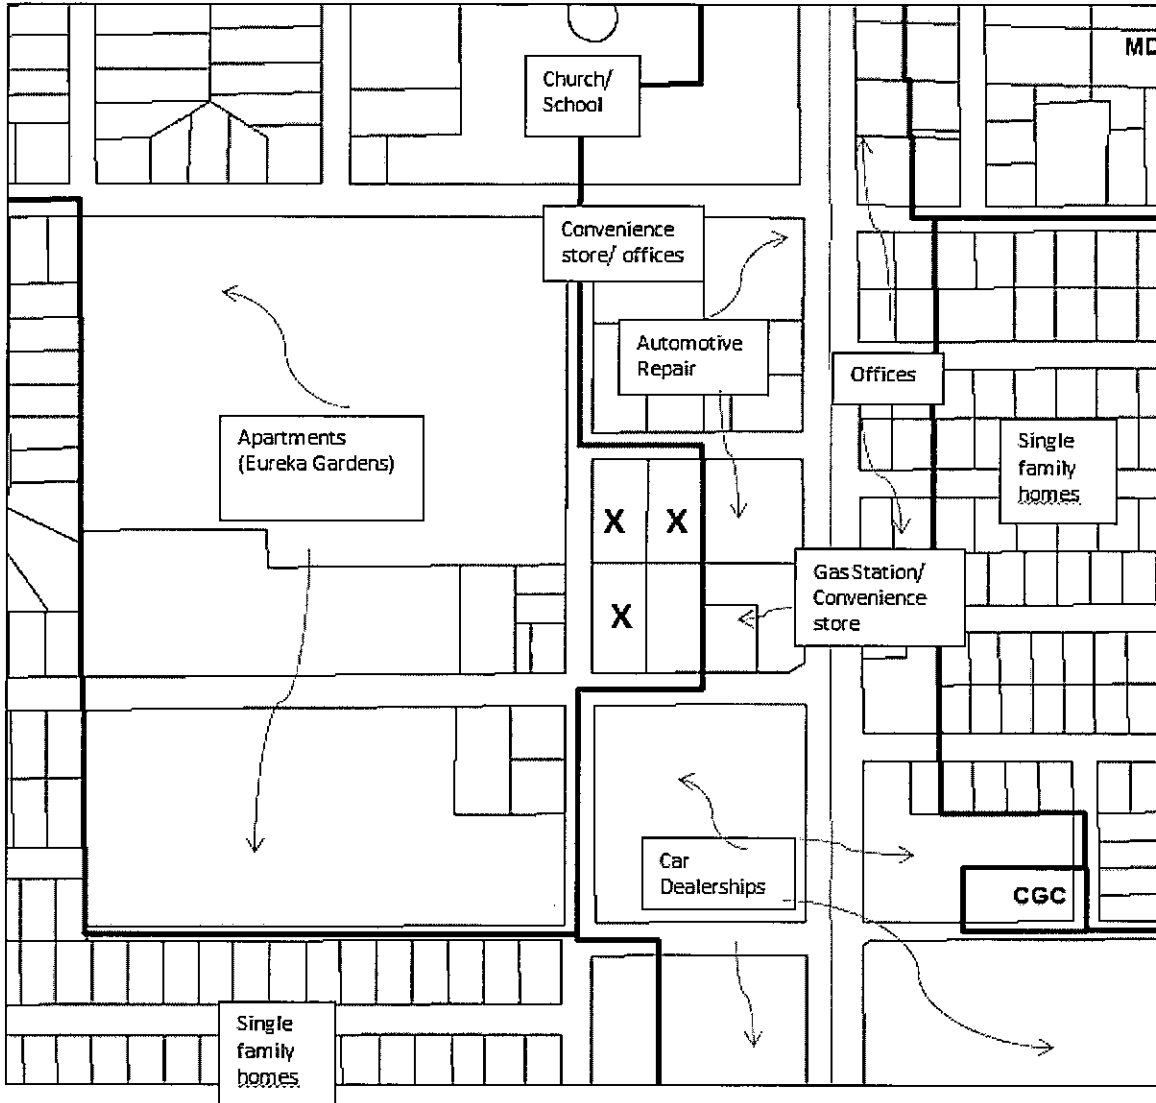 MD
Church/
School
Convenience
store/ offices
Automotive
Repair
Offices
Apartments
(Eureka Gardens)
Single
family
homes
X
X
Gas Station/
Convenience
store
X
Car
Dealerships
CGC
Single
family
homes